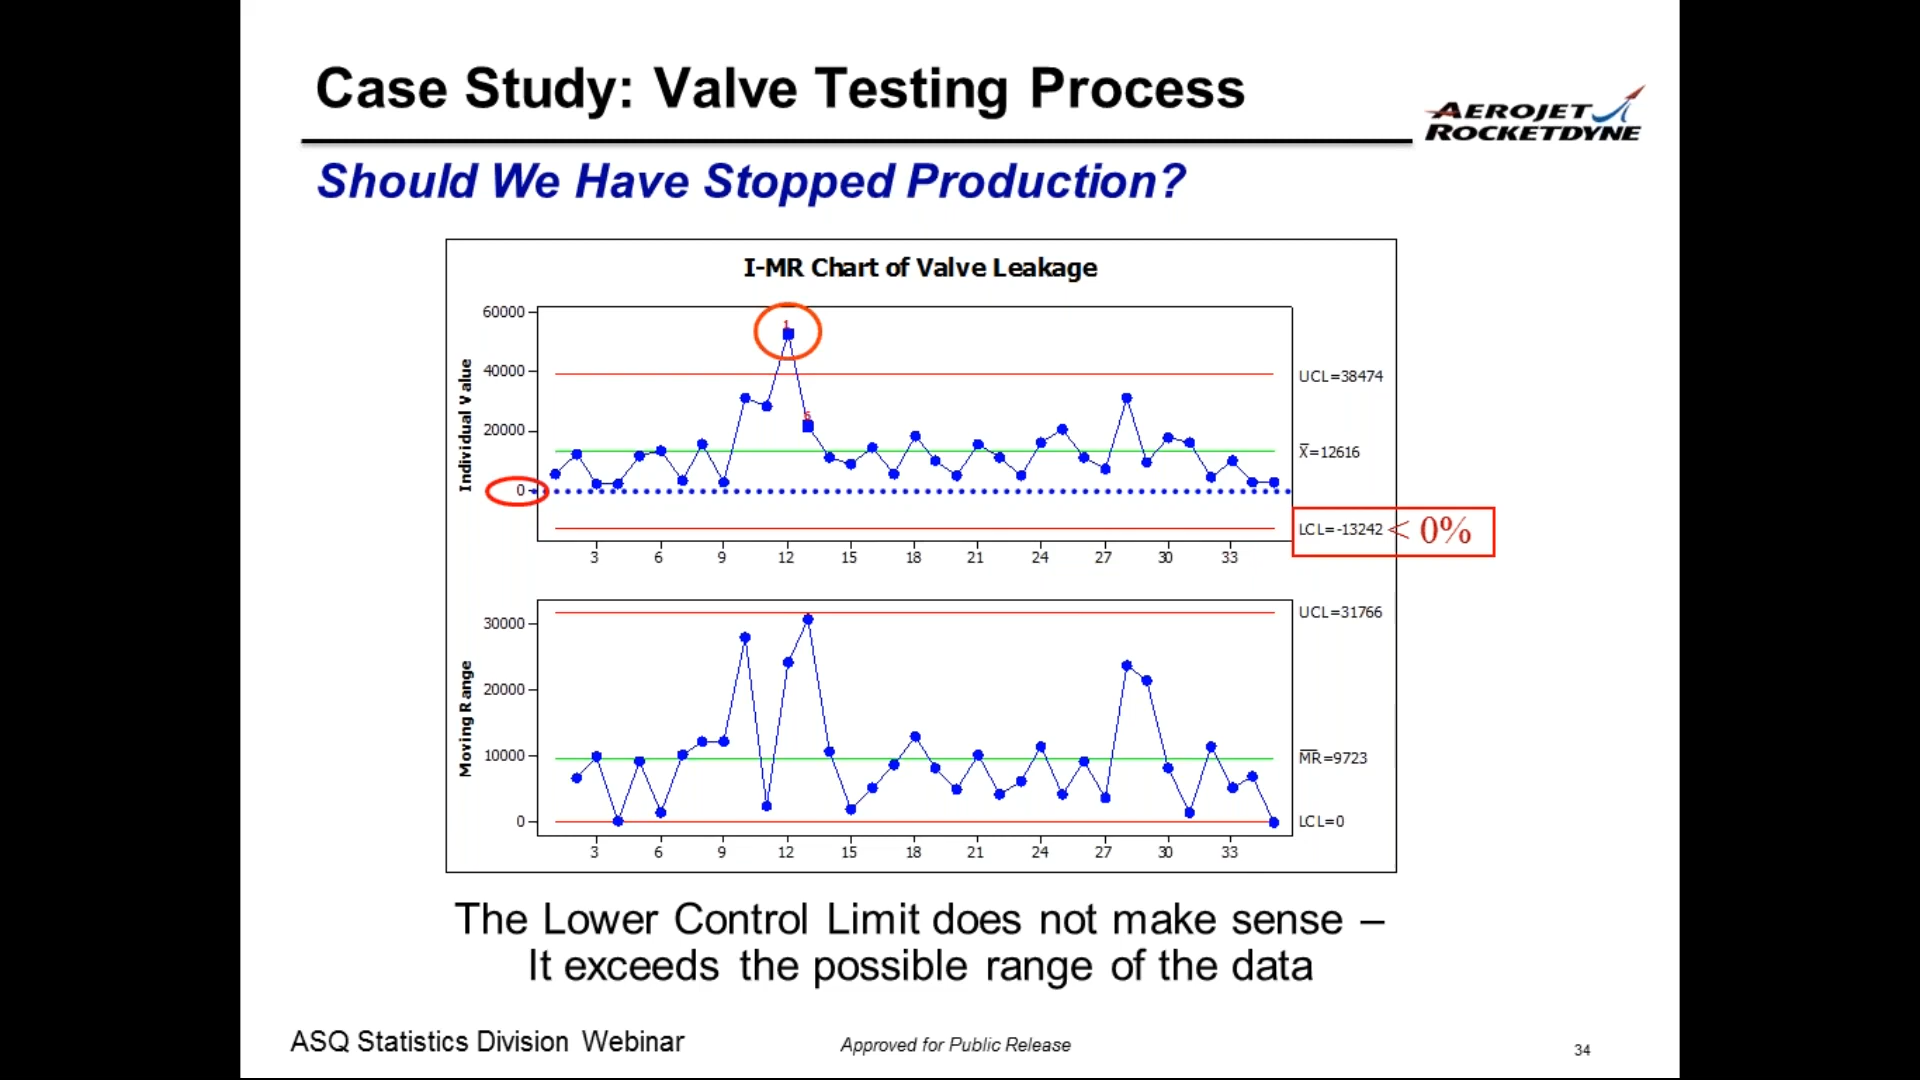 Case Study: Valve Testing Process
AEROJET
ROCKETDYNE
Should We Have Stopped Production?
I-MR Chart of Valve Leakage
Individual Value
60000
40000
20000
0
1
6
UCL=38474
X̅=12616
LCL=-13242 < 0%
3 6 9 12 15 18 21 24 27 30 33
Moving Range
30000
20000
10000
0
UCL=31766
M̅R̅=9723
LCL=0
3 6 9 12 15 18 21 24 27 30 33
The Lower Control Limit does not make sense –
It exceeds the possible range of the data
ASQ Statistics Division Webinar
Approved for Public Release
34